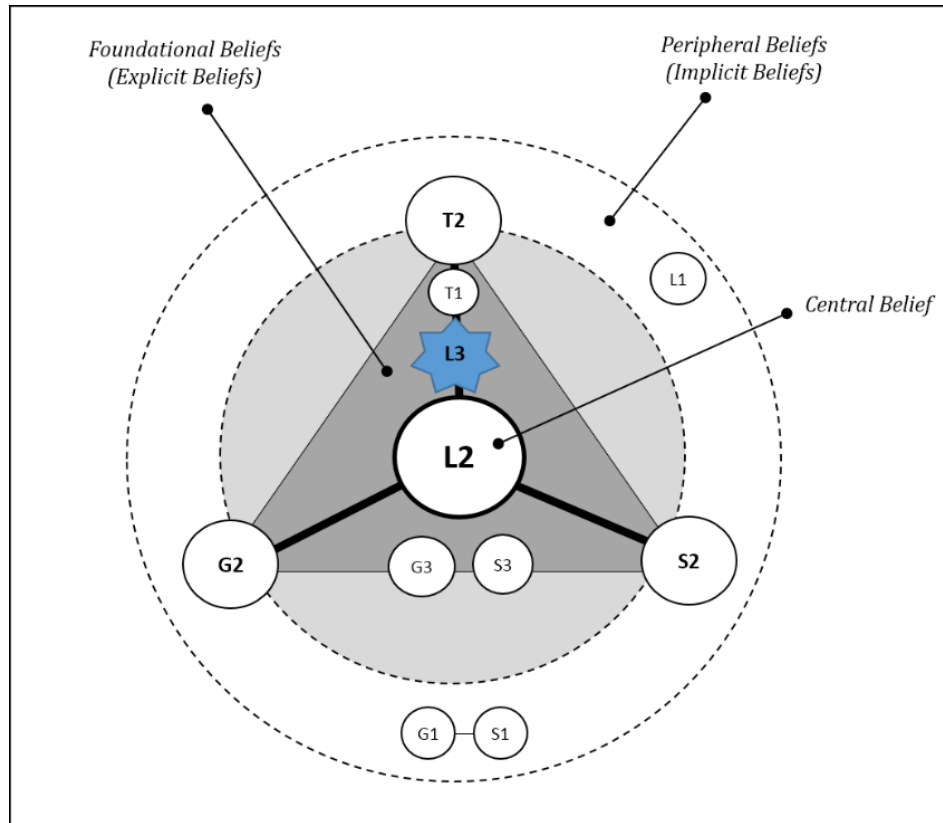 Foundational Beliefs
(Explicit Beliefs)
Peripheral Beliefs
(Implicit Beliefs)
T2
L1
T1
Central Belief
L3
L2
G2
G3
S3
S2
G1
S1